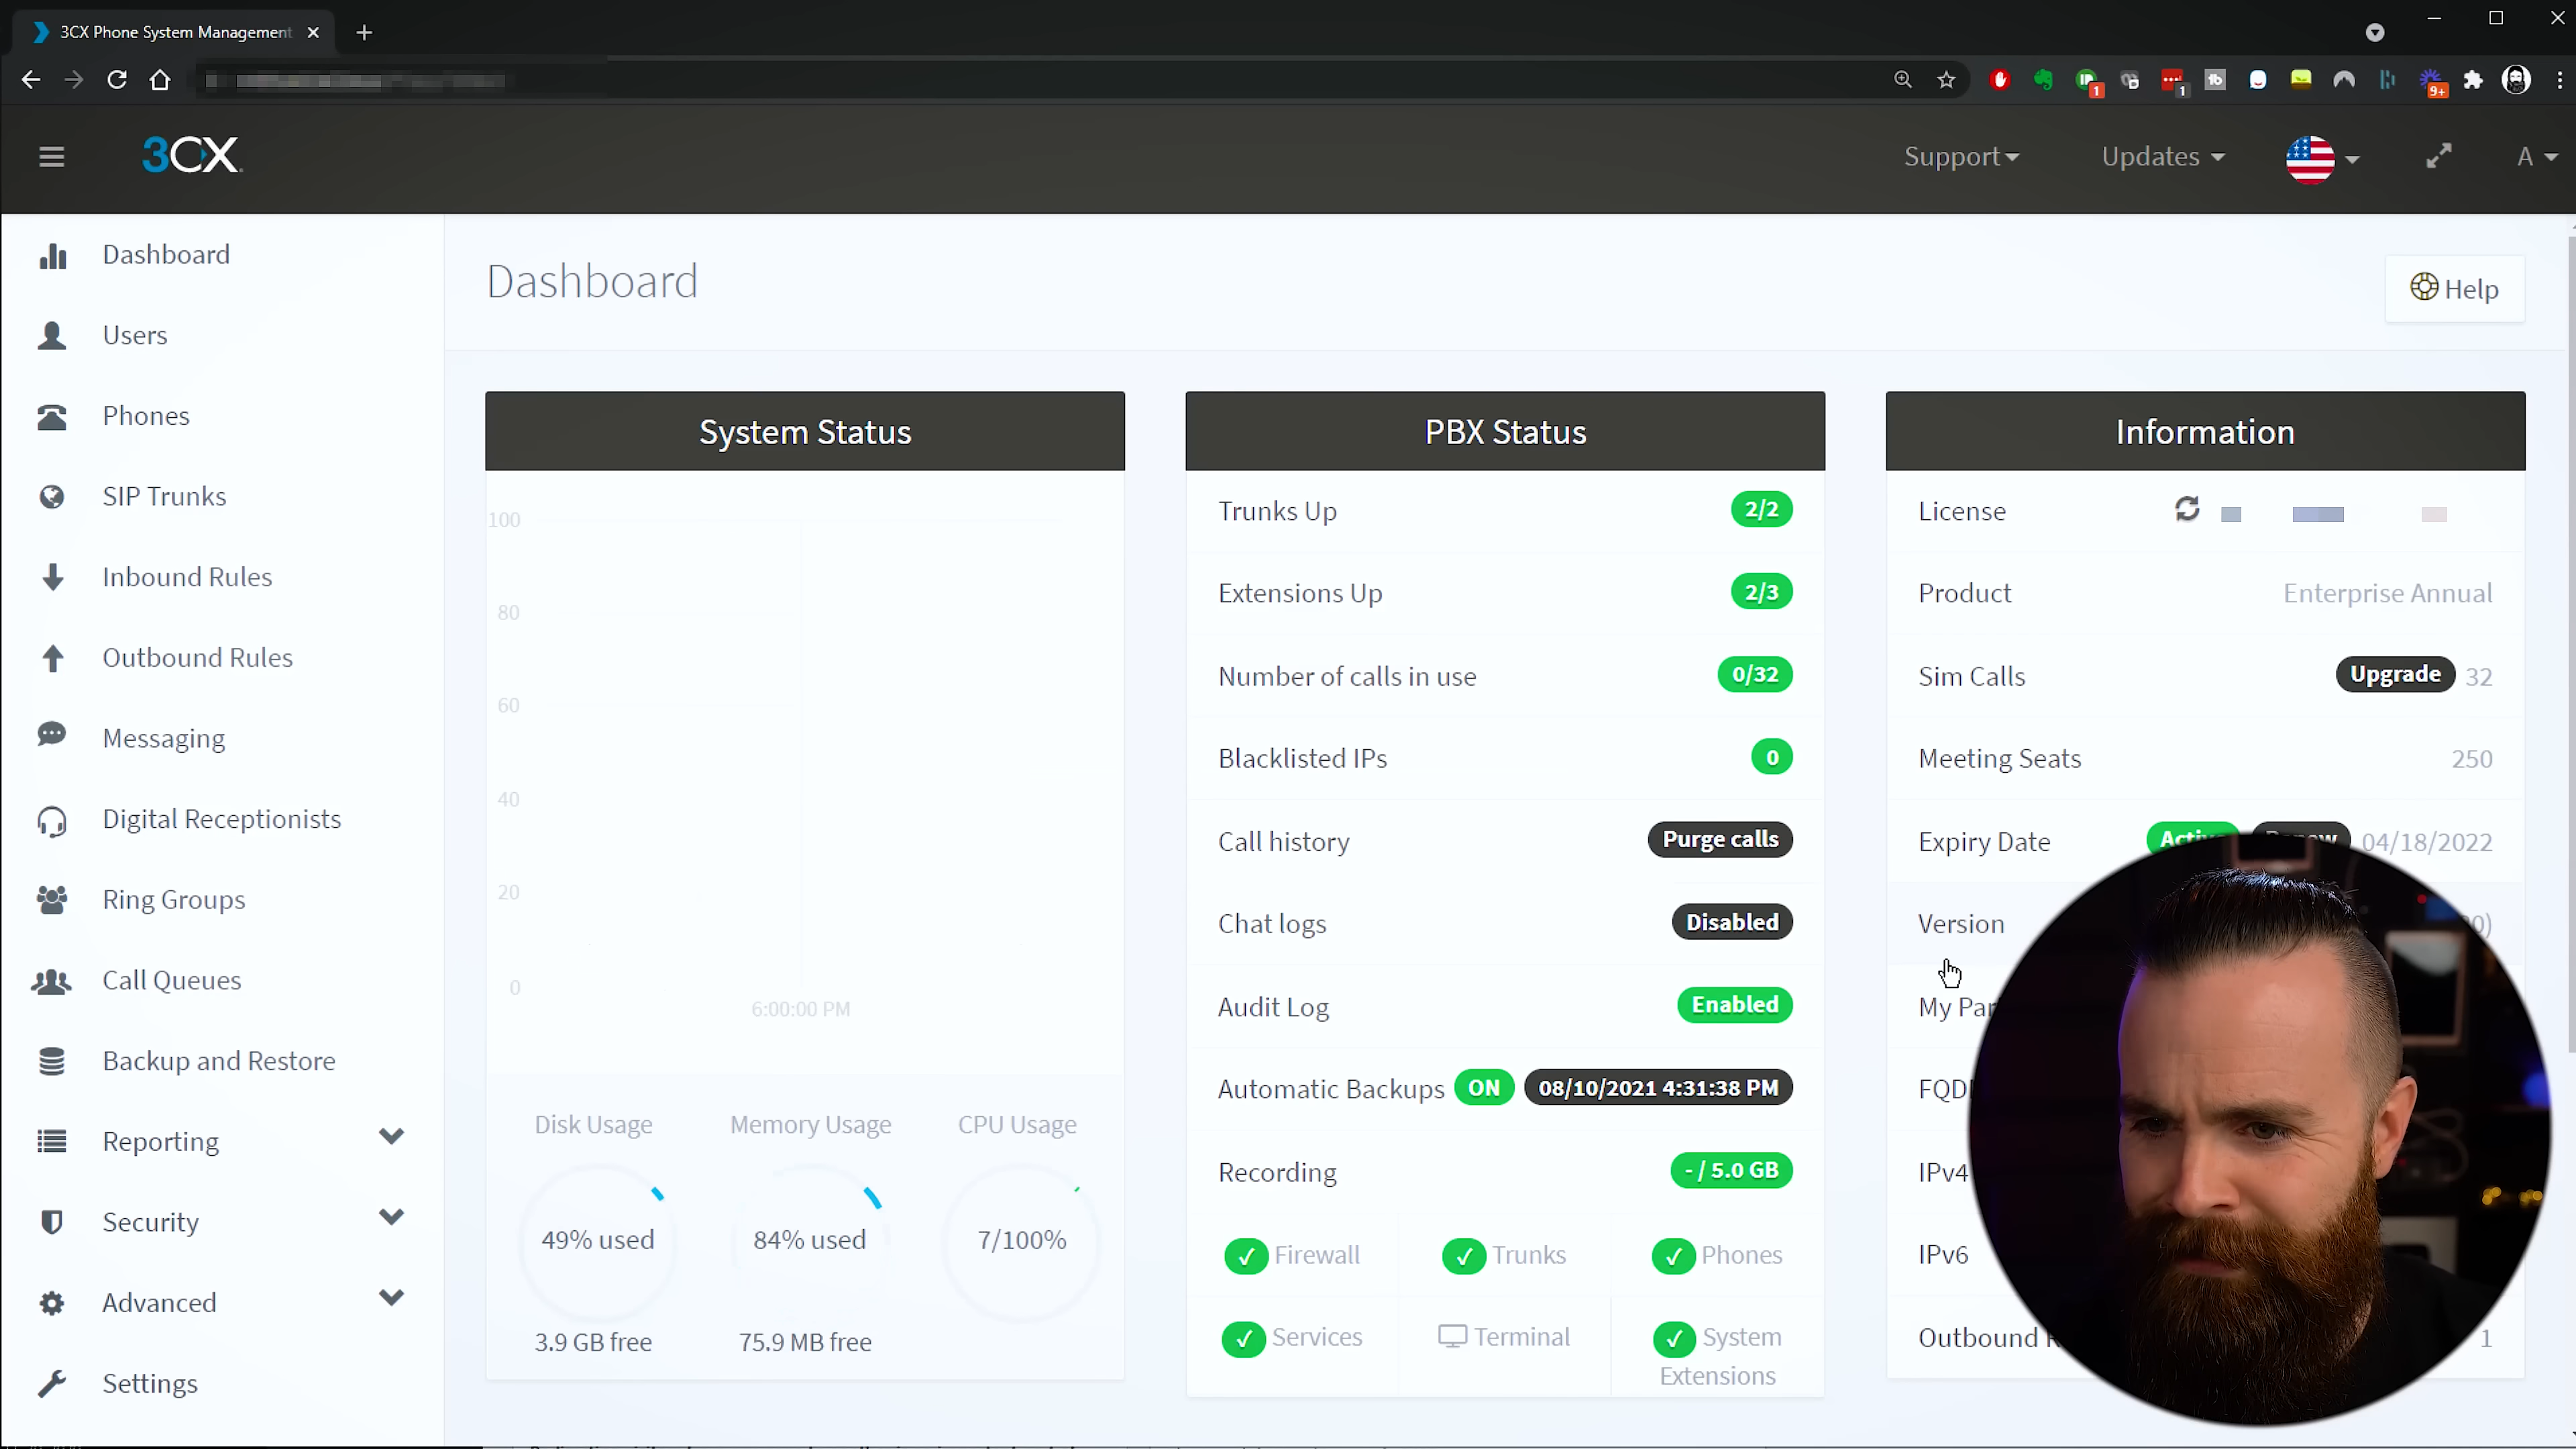 3CX Phone System Management
1
1
9+
3CX
Support
Updates
A
Dashboard
Users
Phones
SIP Trunks
Inbound Rules
Outbound Rules
Messaging
Digital Receptionists
Ring Groups
Call Queues
Backup and Restore
Reporting
Security
Advanced
Settings
Dashboard
Help
System Status
100
80
60
40
20
0
6:00:00 PM
Disk Usage Memory Usage CPU Usage
49% used 84% used 7/100%
3.9 GB free 75.9 MB free
PBX Status
Trunks Up 2/2
Extensions Up 2/3
Number of calls in use 0/32
Blacklisted IPs 0
Call history Purge calls
Chat logs Disabled
Audit Log Enabled
Automatic Backups ON 08/10/2021 4:31:38 PM
Recording - / 5.0 GB
Firewall Trunks Phones
Services Terminal System
Extensions
Information
License
Product Enterprise Annual
Sim Calls Upgrade 32
Meeting Seats 250
Expiry Date 04/18/2022
Version
My
IPv4
IPv6
Outbound 1